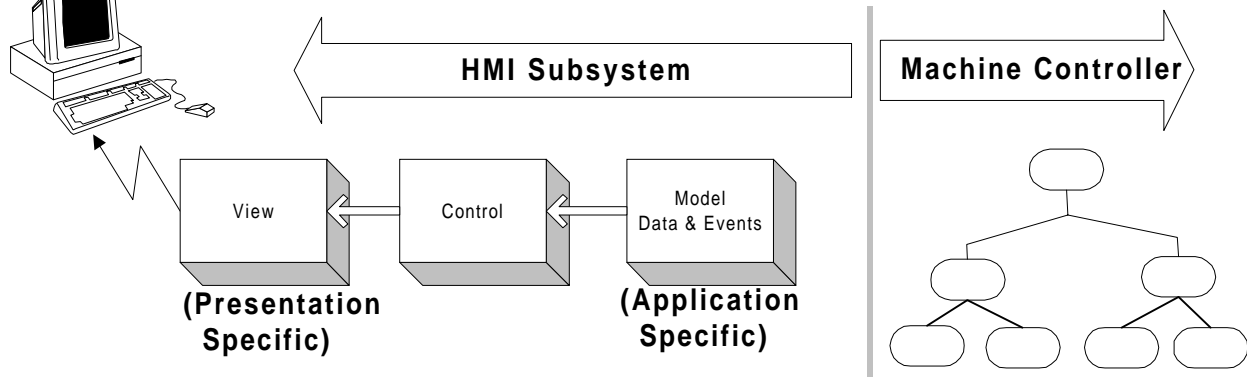 HMI Subsystem
Machine Controller
View
Control
Model
Data & Events
(Presentation
Specific)
(Application
Specific)